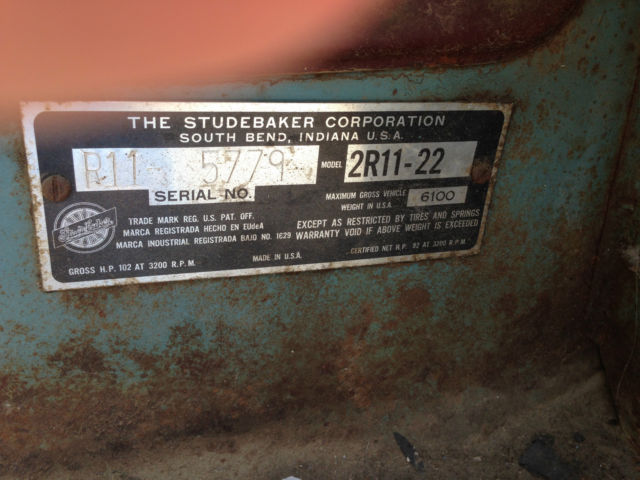 THE STUDEBAKER CORPORATION
SOUTH BEND, INDIANA U.S.A.
R11- 5779 MODEL 2R11-22
SERIAL NO.
MAXIMUM GROSS VEHICLE
WEIGHT IN U.S.A. 6100
Studebaker
TRADE MARK REG. U.S. PAT. OFF.
MARCA REGISTRADA HECHO EN EUdeA
MARCA INDUSTRIAL REGISTRADA BAJO NO. 1629
EXCEPT AS RESTRICTED BY TIRES AND SPRINGS
WARRANTY VOID IF ABOVE WEIGHT IS EXCEEDED
GROSS H.P. 102 AT 3200 R.P.M.
MADE IN U.S.A.
CERTIFIED NET H.P. 92 AT 3200 R.P.M.